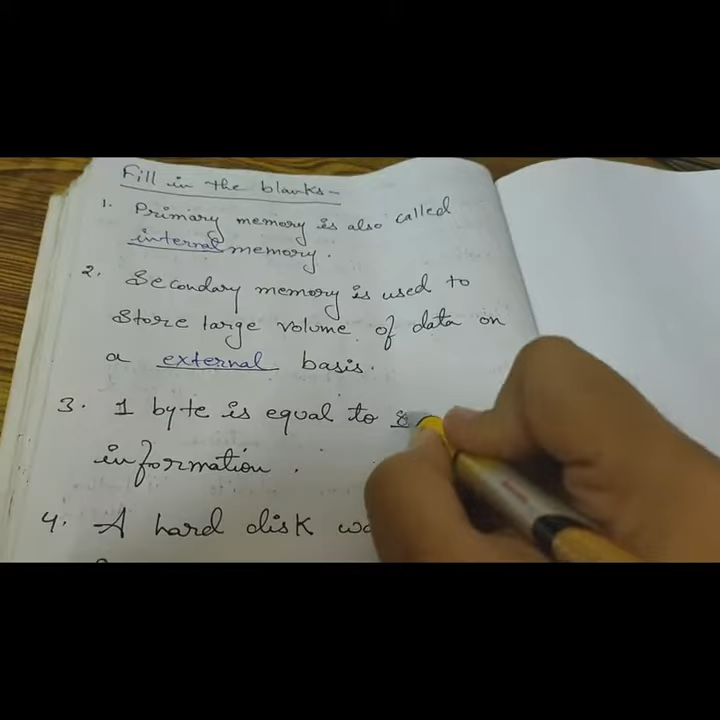 Fill in the blanks-
1. Primary memory is also called
internal memory.
2. Secondary memory is used to
Store large volume of data on
a external basis.
3. 1 byte is equal to 8
information.
4. A hard disk